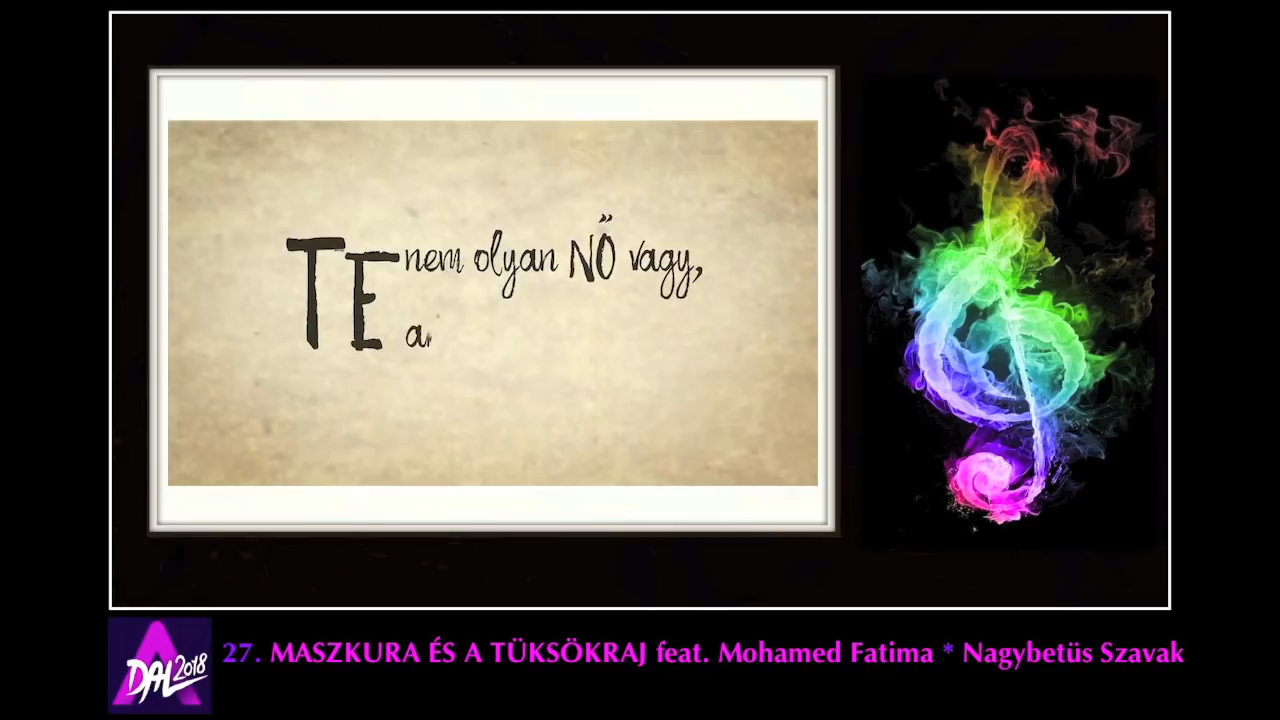 TE nem olyan NŐ vagy,
a
A DAL 2018
27. MASZKURA ÉS A TÜKSÖKRAJ feat. Mohamed Fatima * Nagybetüs Szavak